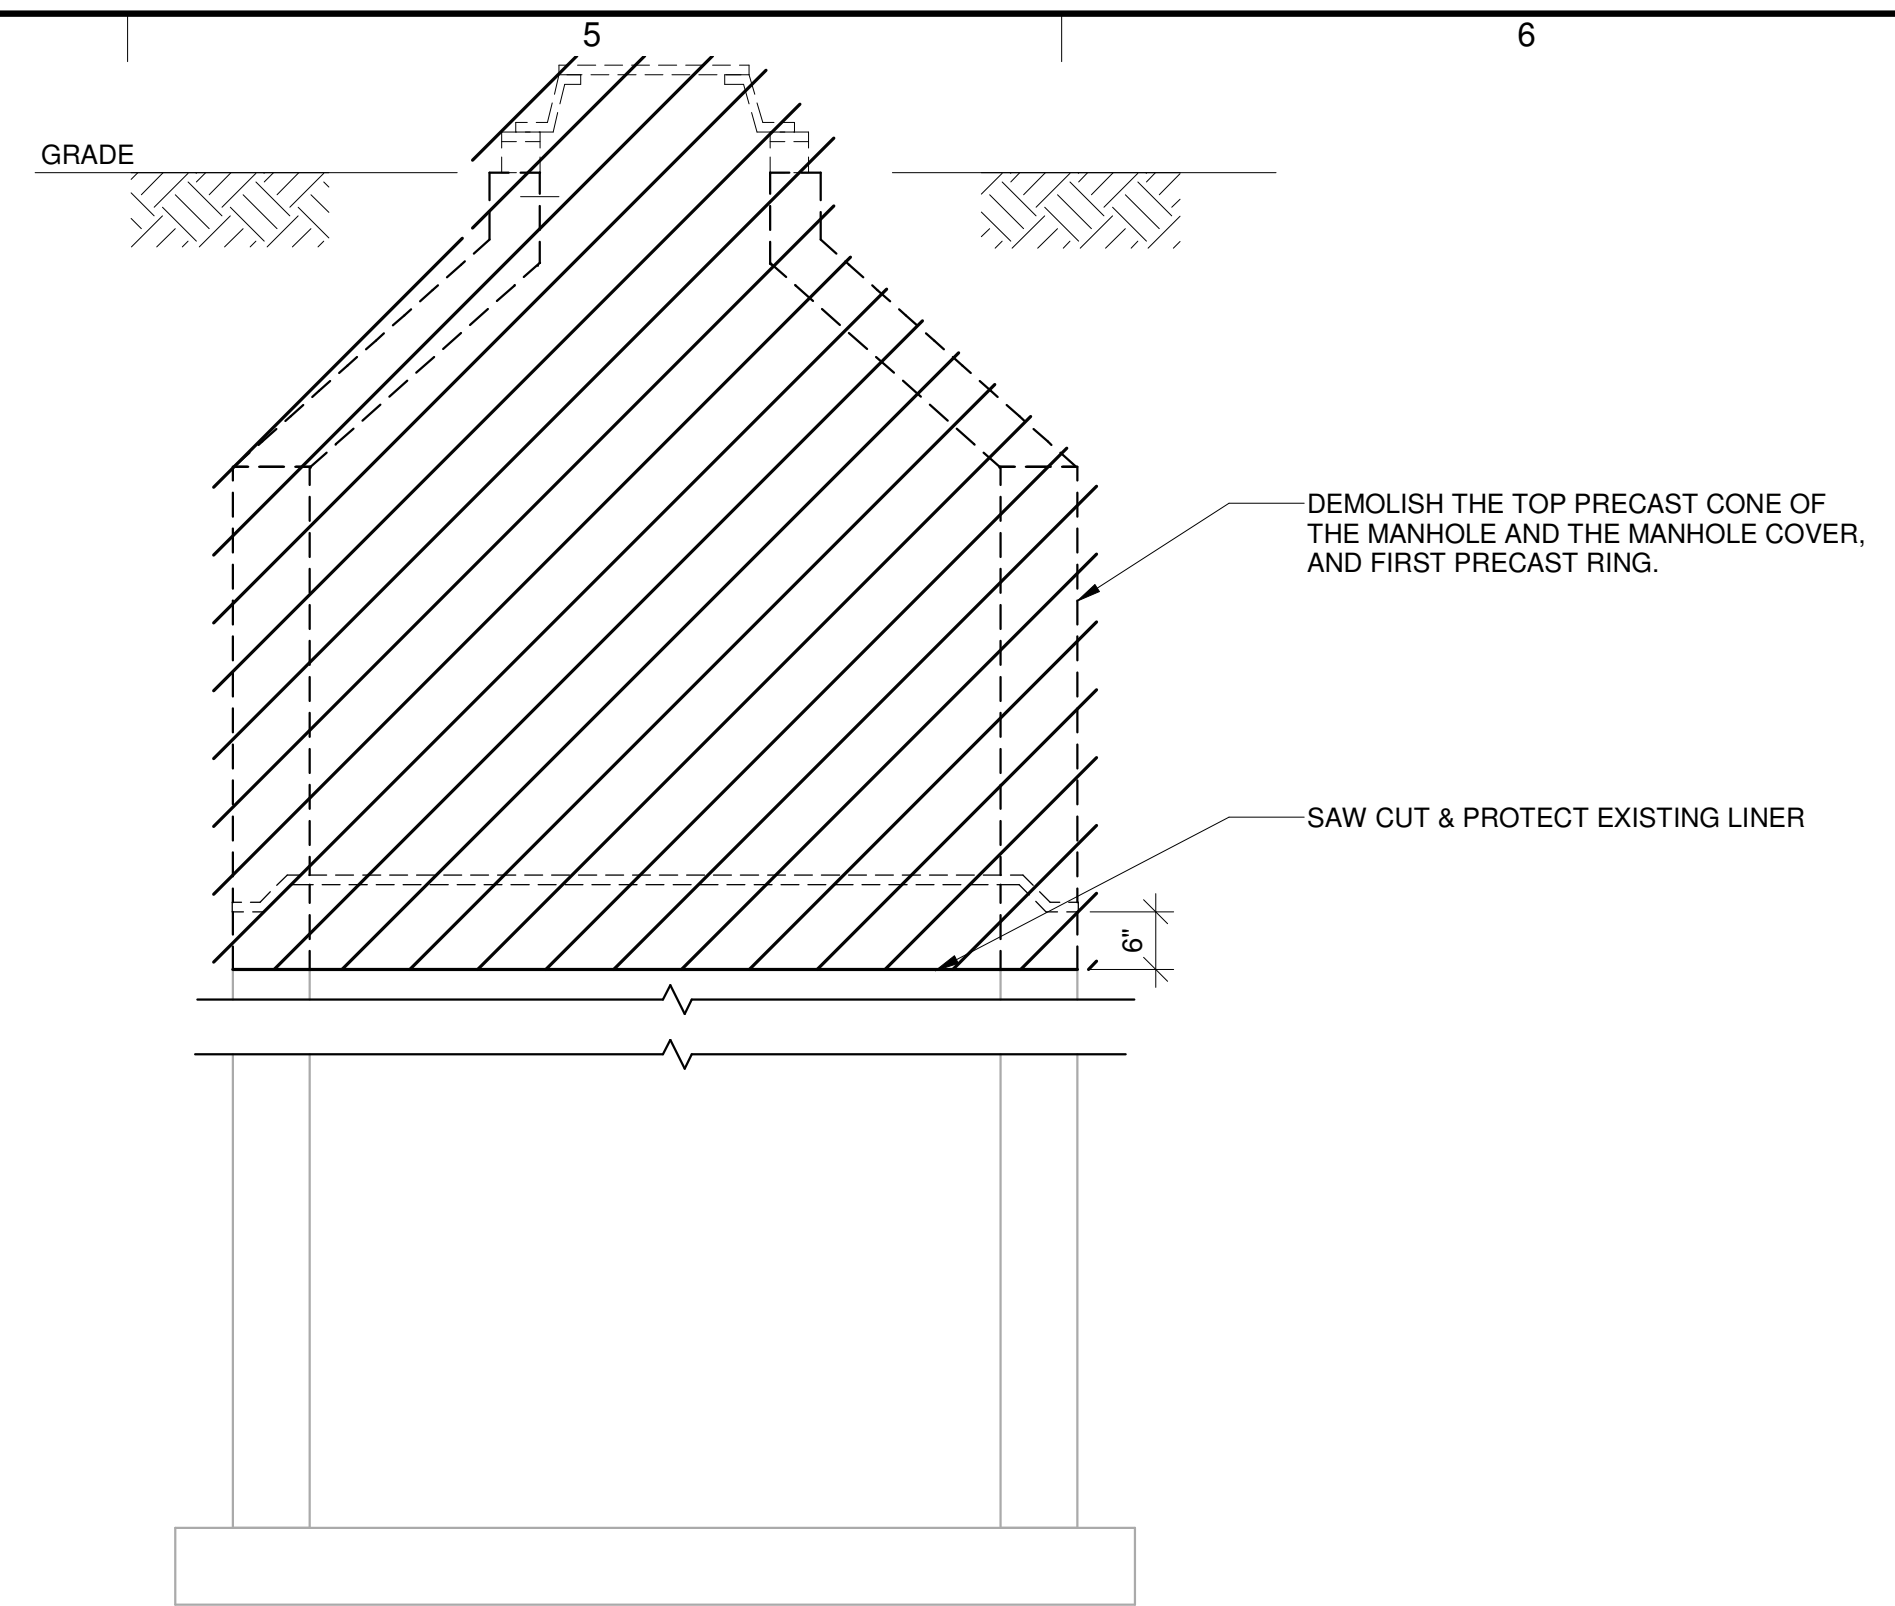 5
6
GRADE
DEMOLISH THE TOP PRECAST CONE OF
THE MANHOLE AND THE MANHOLE COVER,
AND FIRST PRECAST RING.
SAW CUT & PROTECT EXISTING LINER
6"